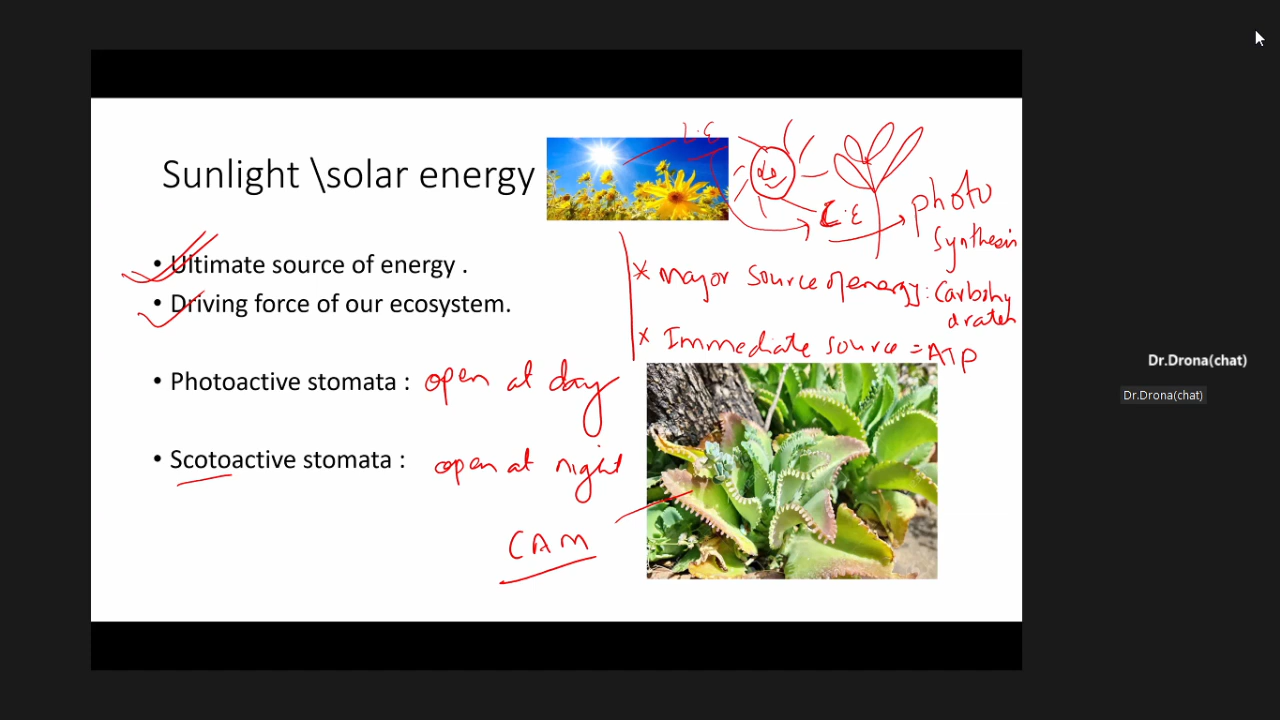 Sunlight \solar energy
L.E
L.E
photo
synthesis
• Ultimate source of energy .
• Driving force of our ecosystem.
* major source of energy : Carbohy
drates
* Immediate source = ATP
• Photoactive stomata : open at day
• Scotoactive stomata : open at night
CAM
Dr.Drona(chat)
Dr.Drona(chat)